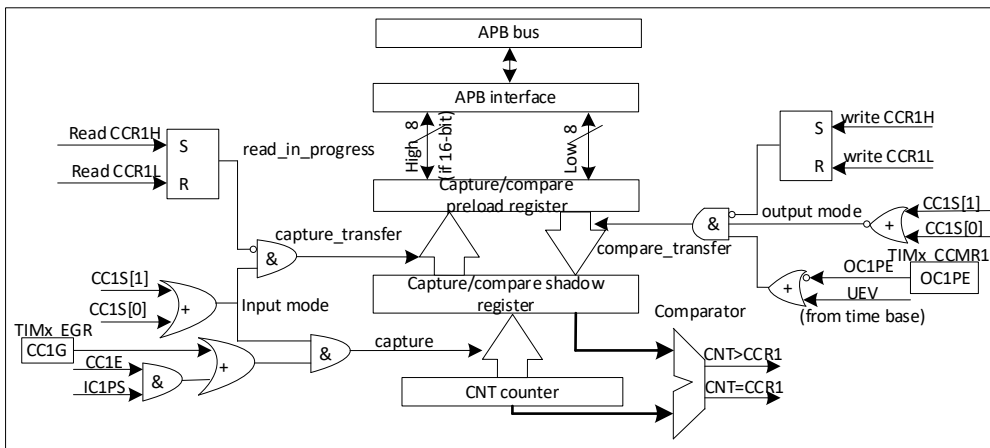 APB bus
APB interface
High 8
(if 16-bit)
Low 8
Read CCR1H
Read CCR1L
S
R
read_in_progress
Capture/compare
preload register
S
R
write CCR1H
write CCR1L
&
output mode
+
CC1S[1]
CC1S[0]
capture_transfer
compare_transfer
&
CC1S[1]
CC1S[0]
+
Input mode
Capture/compare shadow
register
TIMx_CCMR1
OC1PE
OC1PE
+
UEV
(from time base)
TIMx_EGR
CC1G
CC1E
IC1PS
&
+
&
capture
Comparator
CNT>CCR1
CNT=CCR1
CNT counter